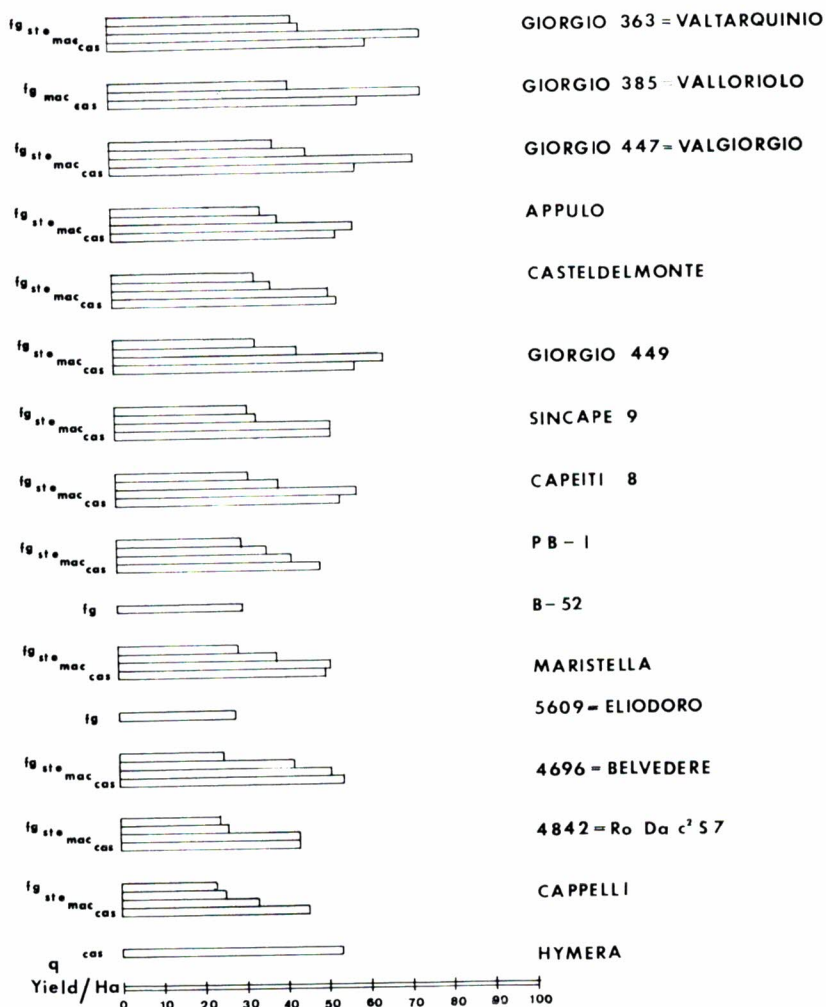 fg ste mac cas GIORGIO 363 = VALTARQUINIO
fg mac cas GIORGIO 385 VALLORIOLO
fg ste mac cas GIORGIO 447 = VALGIORGIO
fg ste mac cas APPULO
fg ste mac cas CASTELDELMONTE
fg ste mac cas GIORGIO 449
fg ste mac cas SINCAPE 9
fg ste mac cas CAPEITI 8
fg ste mac cas PB-1
fg B-52
fg ste mac cas MARISTELLA
fg 5609 = ELIODORO
fg ste mac cas 4696 = BELVEDERE
fg ste mac cas 4842 = Ro Da c² S7
fg ste mac cas CAPPELLI
cas HYMERA
q
Yield/Ha
0 10 20 30 40 50 60 70 80 90 100